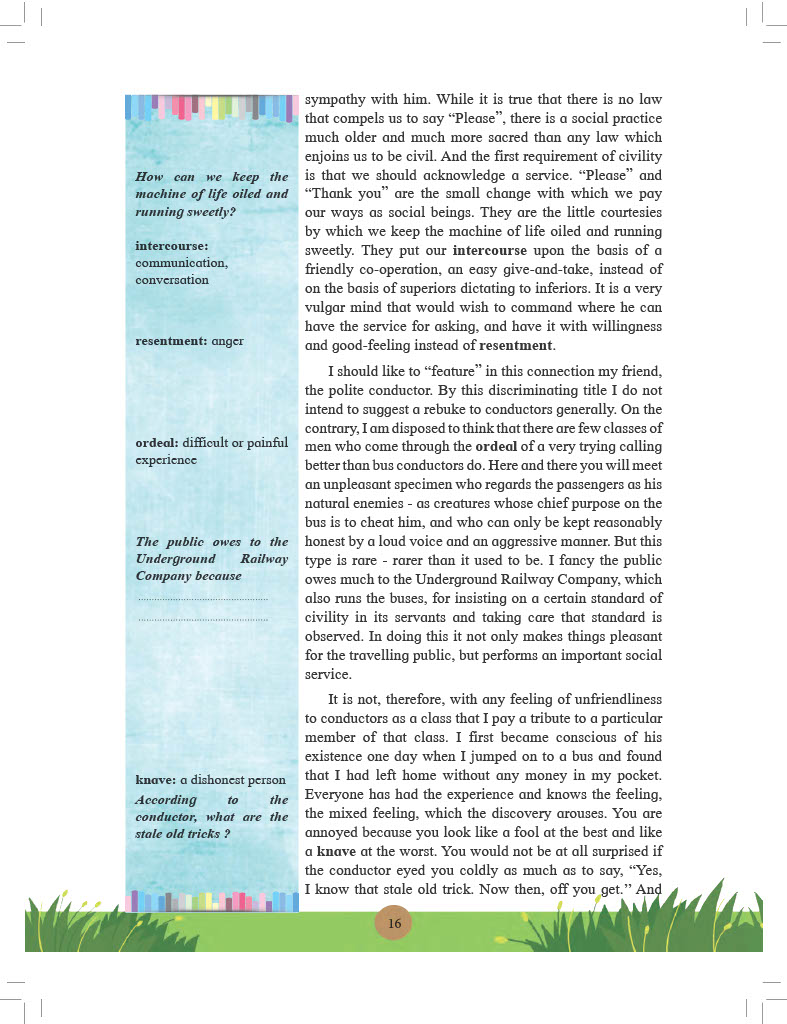 How can we keep the
machine of life oiled and
running sweetly?
intercourse:
communication,
conversation
resentment: anger
ordeal: difficult or painful
experience
The public owes to the
Underground Railway
Company because
................................................
................................................
knave: a dishonest person
According to the
conductor, what are the
stale old tricks ?
sympathy with him. While it is true that there is no law
that compels us to say “Please”, there is a social practice
much older and much more sacred than any law which
enjoins us to be civil. And the first requirement of civility
is that we should acknowledge a service. “Please” and
“Thank you” are the small change with which we pay
our ways as social beings. They are the little courtesies
by which we keep the machine of life oiled and running
sweetly. They put our intercourse upon the basis of a
friendly co-operation, an easy give-and-take, instead of
on the basis of superiors dictating to inferiors. It is a very
vulgar mind that would wish to command where he can
have the service for asking, and have it with willingness
and good-feeling instead of resentment.
I should like to “feature” in this connection my friend,
the polite conductor. By this discriminating title I do not
intend to suggest a rebuke to conductors generally. On the
contrary, I am disposed to think that there are few classes of
men who come through the ordeal of a very trying calling
better than bus conductors do. Here and there you will meet
an unpleasant specimen who regards the passengers as his
natural enemies - as creatures whose chief purpose on the
bus is to cheat him, and who can only be kept reasonably
honest by a loud voice and an aggressive manner. But this
type is rare - rarer than it used to be. I fancy the public
owes much to the Underground Railway Company, which
also runs the buses, for insisting on a certain standard of
civility in its servants and taking care that standard is
observed. In doing this it not only makes things pleasant
for the travelling public, but performs an important social
service.
It is not, therefore, with any feeling of unfriendliness
to conductors as a class that I pay a tribute to a particular
member of that class. I first became conscious of his
existence one day when I jumped on to a bus and found
that I had left home without any money in my pocket.
Everyone has had the experience and knows the feeling,
the mixed feeling, which the discovery arouses. You are
annoyed because you look like a fool at the best and like
a knave at the worst. You would not be at all surprised if
the conductor eyed you coldly as much as to say, “Yes,
I know that stale old trick. Now then, off you get.” And
16